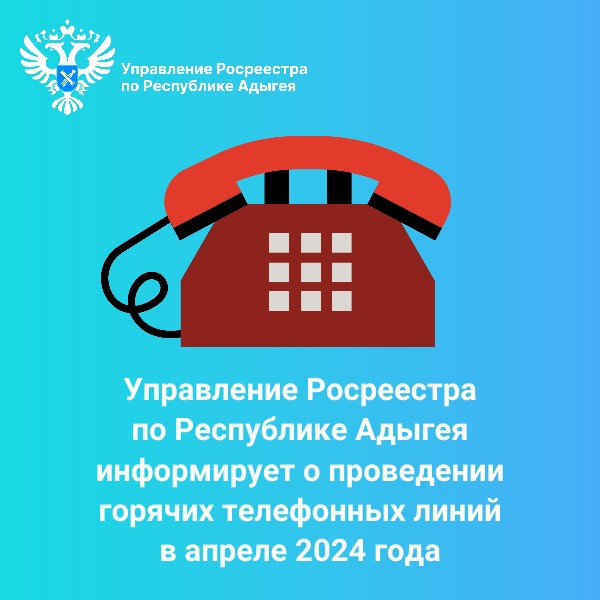 Управление Росреестра
по Республике Адыгея
Управление Росреестра
по Республике Адыгея
информирует о проведении
горячих телефонных линий
в апреле 2024 года